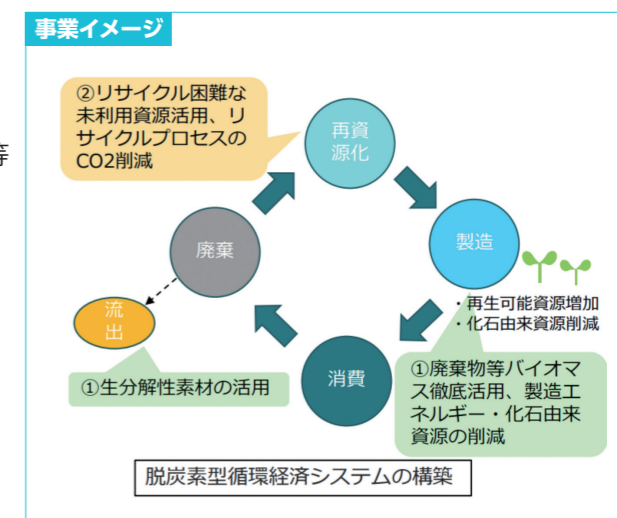 事業イメージ
等
②リサイクル困難な
未利用資源活用、リ
サイクルプロセスの
CO2削減
再資
源化
製造
廃棄
・再生可能資源増加
・化石由来資源削減
流
出
消費
①生分解性素材の活用
①廃棄物等バイオマ
ス徹底活用、製造エ
ネルギー・化石由来
資源の削減
脱炭素型循環経済システムの構築